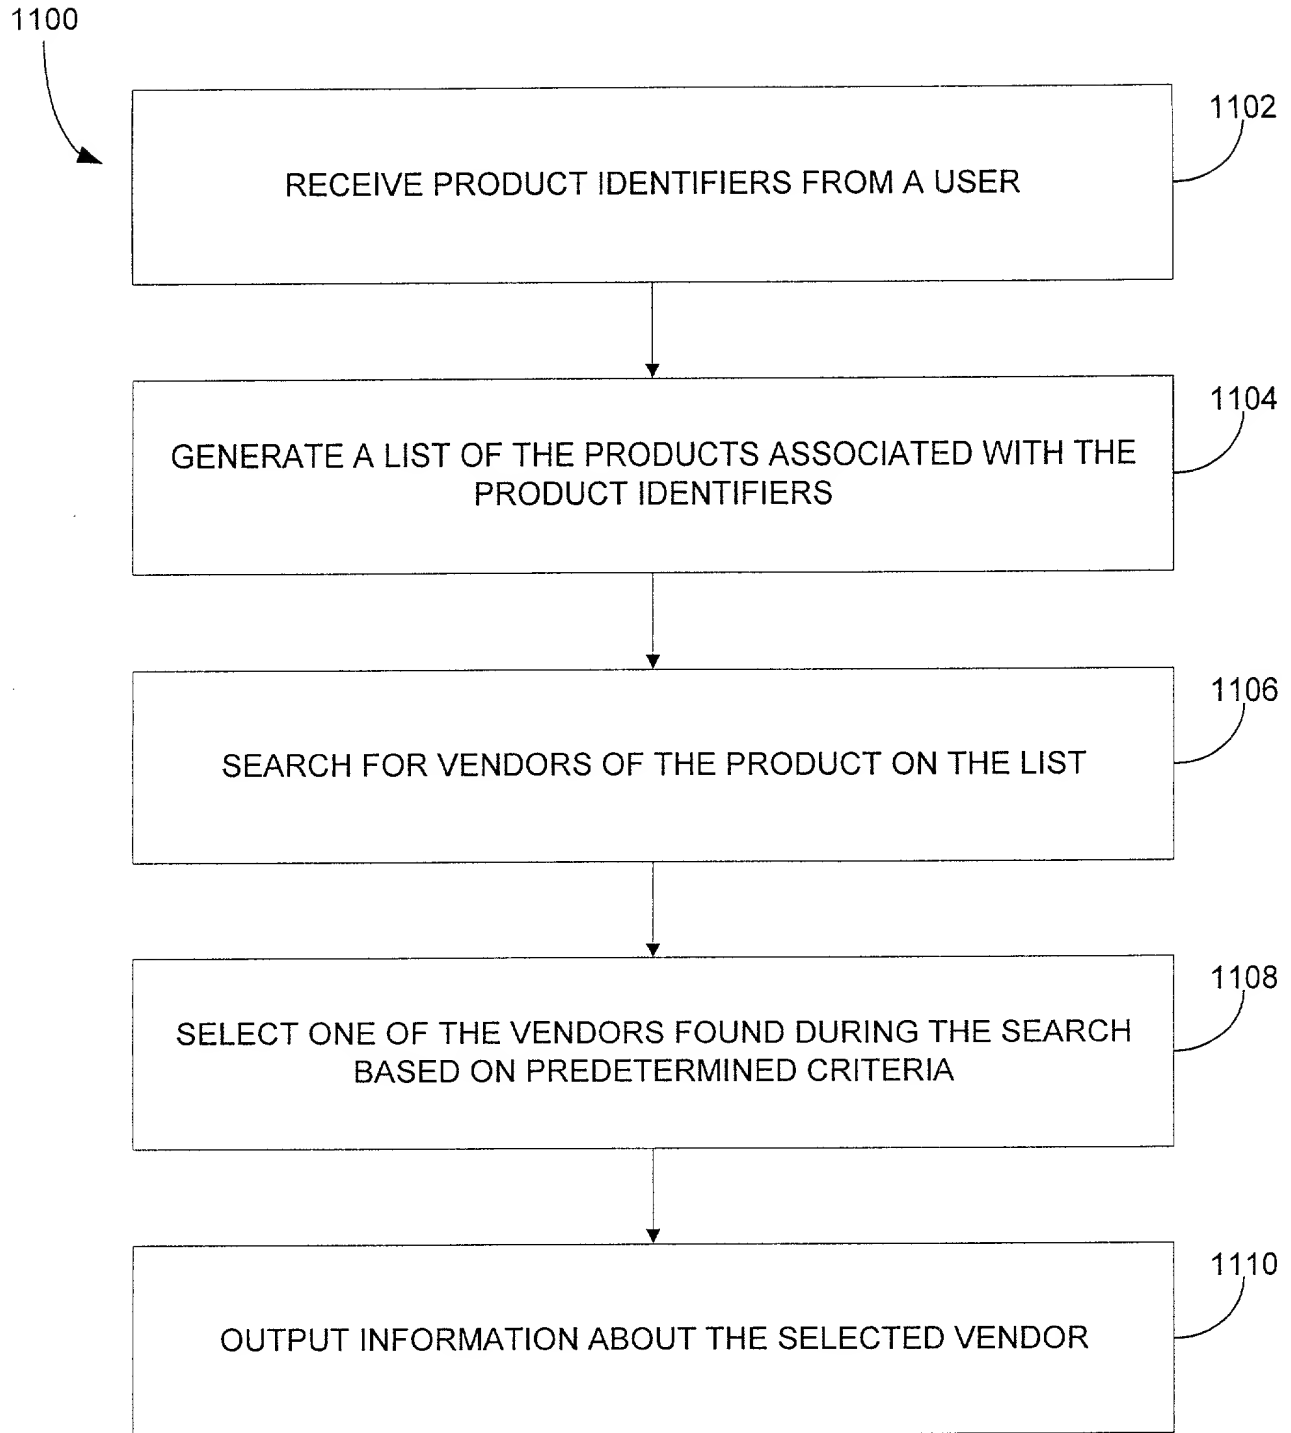 1100
1102
RECEIVE PRODUCT IDENTIFIERS FROM A USER
1104
GENERATE A LIST OF THE PRODUCTS ASSOCIATED WITH THE
PRODUCT IDENTIFIERS
1106
SEARCH FOR VENDORS OF THE PRODUCT ON THE LIST
1108
SELECT ONE OF THE VENDORS FOUND DURING THE SEARCH
BASED ON PREDETERMINED CRITERIA
1110
OUTPUT INFORMATION ABOUT THE SELECTED VENDOR